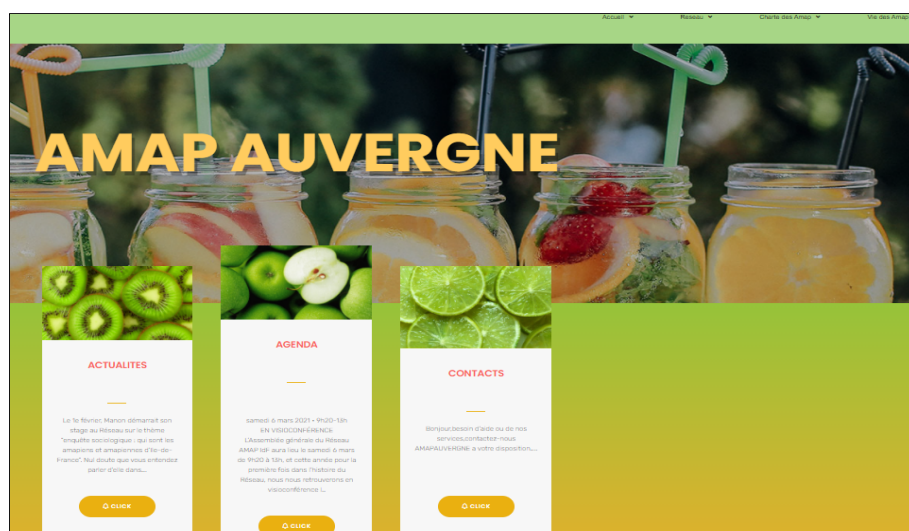 Accueil
Reseau
Charte des Amap
Vie des Amap
AMAP AUVERGNE
ACTUALITES
Le 1e février, Manon démarrait son
stage au Réseau sur le thème
"enquête sociologique : qui sont les
amapiens et amapiennes d'Ile-de-
France". Nul doute que vous entendez
parler d'elle dans...
CLICK
AGENDA
samedi 6 mars 2021 • 9h20-13h
EN VISIOCONFÉRENCE
L'Assemblée générale du Réseau
AMAP IdF aura lieu le samedi 6 mars
de 9h20 à 13h, et cette année pour la
première fois dans l'histoire du
Réseau, nous nous retrouverons en
visioconférence !...
CLICK
CONTACTS
Bonjour,besoin d'aide ou de nos
services,contactez-nous
AMAPAUVERGNE a votre disposition....
CLICK